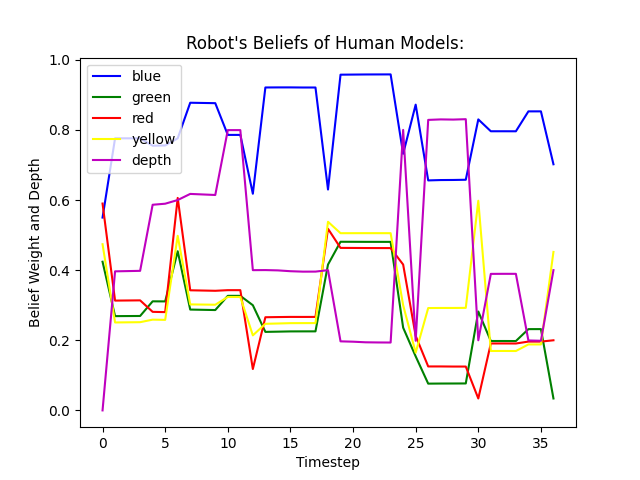 Robot's Beliefs of Human Models:
blue
green
red
yellow
depth
1.0
0.8
0.6
0.4
0.2
0.0
Belief Weight and Depth
0 5 10 15 20 25 30 35
Timestep